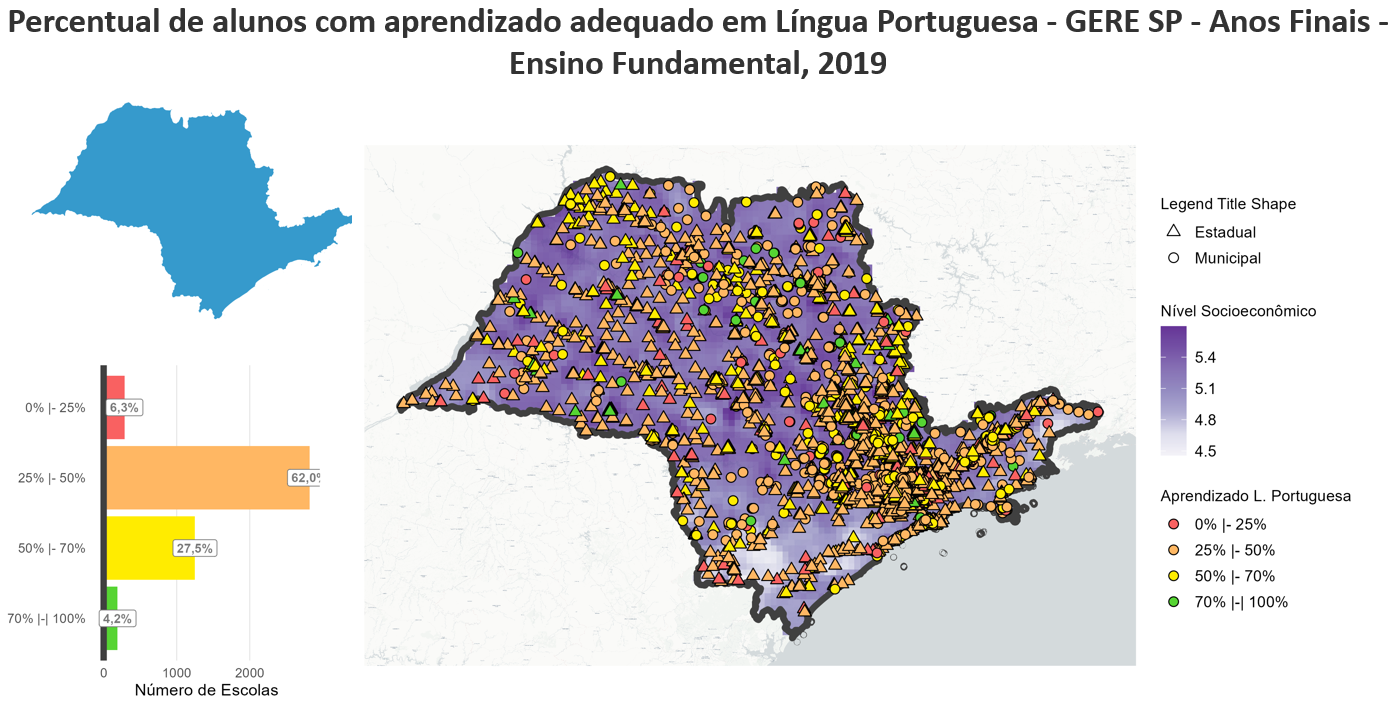 Percentual de alunos com aprendizado adequado em Língua Portuguesa - GERE SP - Anos Finais -
Ensino Fundamental, 2019
0% |- 25%
6,3%
25% |- 50%
62,0%
50% |- 70%
27,5%
70% |-| 100%
4,2%
0
1000
2000
Número de Escolas
Legend Title Shape
Estadual
Municipal
Nível Socioeconômico
5.4
5.1
4.8
4.5
Aprendizado L. Portuguesa
0% |- 25%
25% |- 50%
50% |- 70%
70% |-| 100%